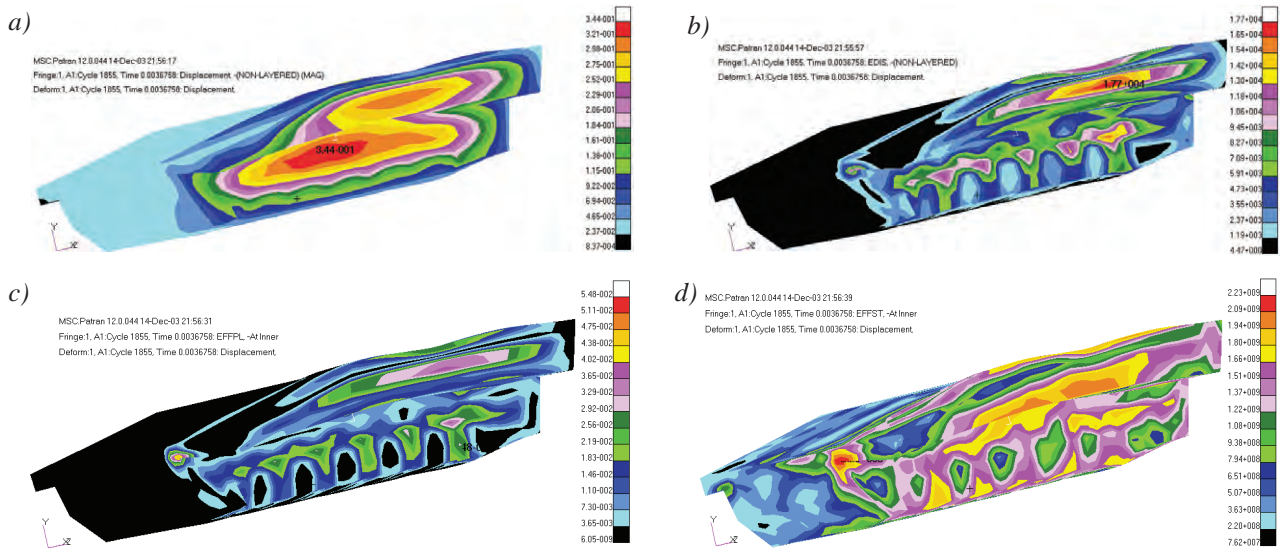 a)
MSC.Patran 12.0.044 14-Dec-03 21:56:17
Fringe:1, A1:Cycle 1855, Time 0.0036758: Displacement, -(NON-LAYERED) (MAG)
Deform:1, A1:Cycle 1855, Time 0.0036758: Displacement,
3.44-001
3.44-001
3.21-001
2.98-001
2.75-001
2.52-001
2.29-001
2.06-001
1.84-001
1.61-001
1.38-001
1.15-001
9.22-002
6.94-002
4.65-002
2.37-002
8.37-004
Y
XZ
b)
MSC.Patran 12.0.044 14-Dec-03 21:55:57
Fringe:1, A1:Cycle 1855, Time 0.0036758: EDIS, -(NON-LAYERED)
Deform:1, A1:Cycle 1855, Time 0.0036758: Displacement,
1.77+004
1.77+004
1.65+004
1.54+004
1.42+004
1.30+004
1.18+004
1.06+004
9.45+003
8.27+003
7.09+003
5.91+003
4.73+003
3.55+003
2.37+003
1.19+003
4.47+000
Y
XZ
c)
MSC.Patran 12.0.044 14-Dec-03 21:56:31
Fringe:1, A1:Cycle 1855, Time 0.0036758: EFFPL, -At Inner
Deform:1, A1:Cycle 1855, Time 0.0036758: Displacement,
5.48-002
5.11-002
4.75-002
4.38-002
4.02-002
3.65-002
3.29-002
2.92-002
2.56-002
2.19-002
1.83-002
1.46-002
1.10-002
7.30-003
3.65-003
6.05-009
Y
XZ
d)
MSC.Patran 12.0.044 14-Dec-03 21:56:39
Fringe:1, A1:Cycle 1855, Time 0.0036758: EFFST, -At Inner
Deform:1, A1:Cycle 1855, Time 0.0036758: Displacement,
2.23+009
2.09+009
1.94+009
1.80+009
1.66+009
1.51+009
1.37+009
1.22+009
1.08+009
9.38+008
7.94+008
6.51+008
5.07+008
3.63+008
2.20+008
7.62+007
Y
XZ